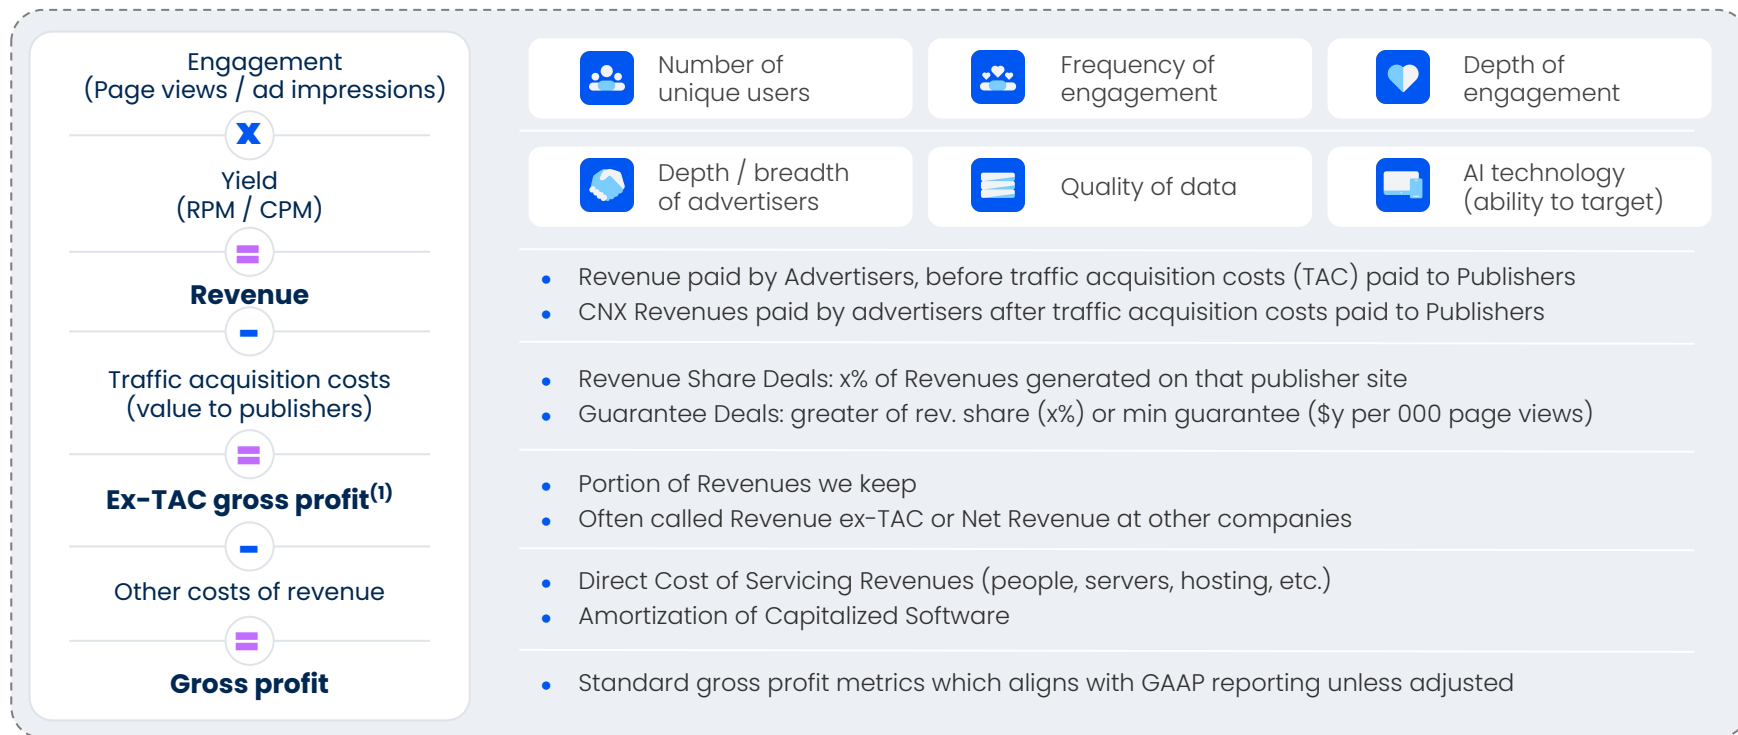 Engagement
(Page views / ad impressions)
x
Yield
(RPM / CPM)
=
Revenue
-
Traffic acquisition costs
(value to publishers)
=
Ex-TAC gross profit(1)
-
Other costs of revenue
=
Gross profit
Number of
unique users
Frequency of
engagement
Depth of
engagement
Depth / breadth
of advertisers
Quality of data
AI technology
(ability to target)
• Revenue paid by Advertisers, before traffic acquisition costs (TAC) paid to Publishers
• CNX Revenues paid by advertisers after traffic acquisition costs paid to Publishers
• Revenue Share Deals: x% of Revenues generated on that publisher site
• Guarantee Deals: greater of rev. share (x%) or min guarantee ($y per 000 page views)
• Portion of Revenues we keep
• Often called Revenue ex-TAC or Net Revenue at other companies
• Direct Cost of Servicing Revenues (people, servers, hosting, etc.)
• Amortization of Capitalized Software
• Standard gross profit metrics which aligns with GAAP reporting unless adjusted